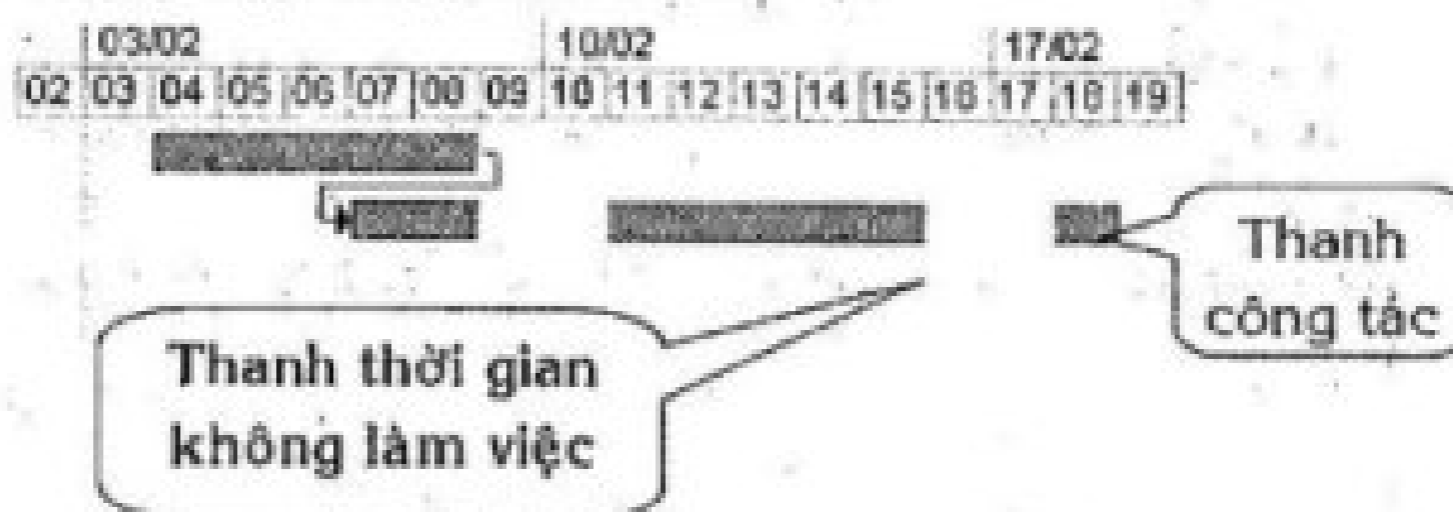 03/02 10/02 17/02
02 03 04 05 06 07 08 09 10 11 12 13 14 15 16 17 18 19
Thanh
công tác
Thanh thời gian
không làm việc